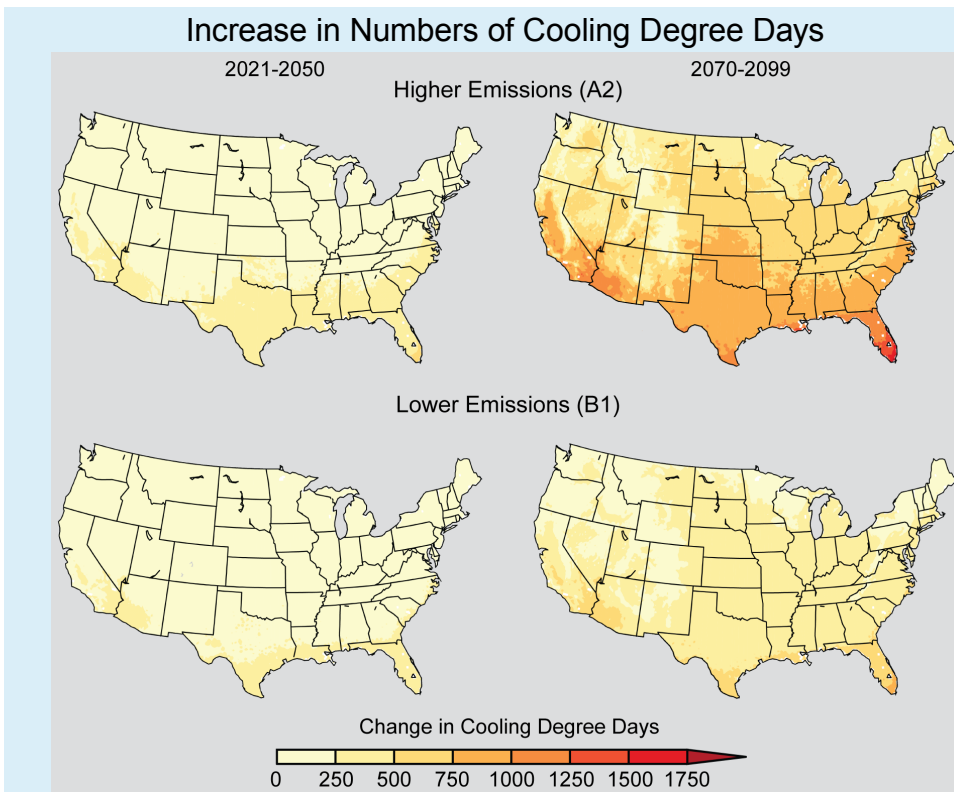 Increase in Numbers of Cooling Degree Days
2021-2050 2070-2099
Higher Emissions (A2)
Lower Emissions (B1)
Change in Cooling Degree Days
0 250 500 750 1000 1250 1500 1750